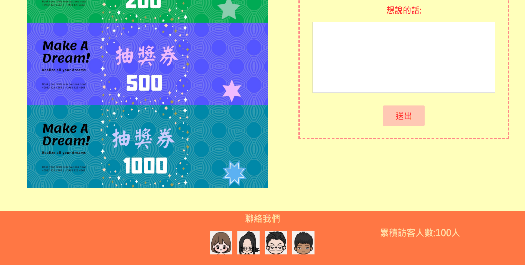 200
想說的話:
Make A
Dream!
抽獎券
500
送出
Make A
Dream!
抽獎券
1000
聯絡我們
累積訪客人數:100人